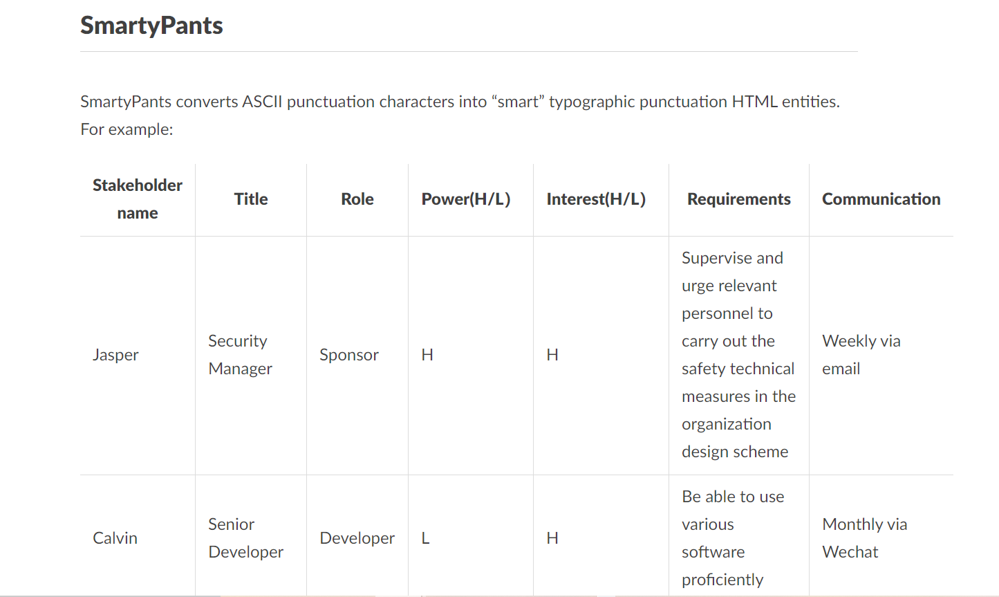 SmartyPants
SmartyPants converts ASCII punctuation characters into “smart” typographic punctuation HTML entities.
For example:
Stakeholder
name
Title
Role
Power(H/L)
Interest(H/L)
Requirements
Communication
Jasper
Security
Manager
Sponsor
H
H
Supervise and
urge relevant
personnel to
carry out the
safety technical
measures in the
organization
design scheme
Weekly via
email
Calvin
Senior
Developer
Developer
L
H
Be able to use
various
software
proficiently
Monthly via
Wechat